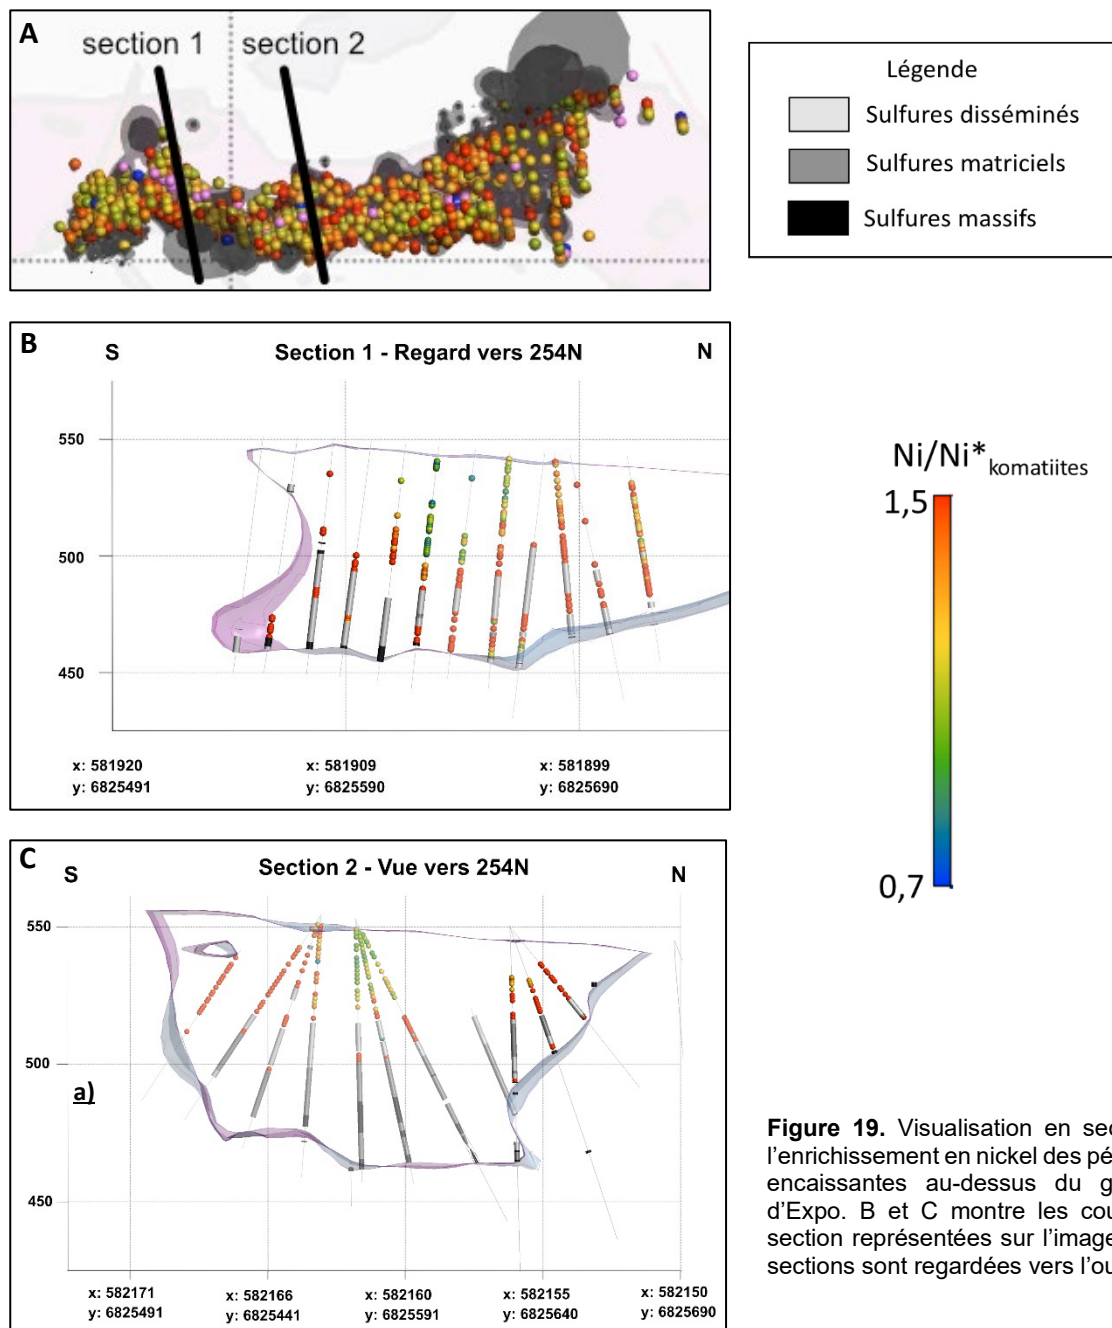 A
section 1 section 2
Légende
Sulfures disséminés
Sulfures matriciels
Sulfures massifs
B
S Section 1 - Regard vers 254N N
550
500
450
x: 581920 x: 581909 x: 581899
y: 6825491 y: 6825590 y: 6825690
Ni/Ni*komatiites
1,5
0,7
C
S Section 2 - Vue vers 254N N
550
500
a)
450
x: 582171 x: 582166 x: 582160 x: 582155 x: 582150
y: 6825491 y: 6825441 y: 6825591 y: 6825640 y: 6825690
Figure 19. Visualisation en sec
l'enrichissement en nickel des pé
encaissantes au-dessus du g
d'Expo. B et C montre les cou
section représentées sur l'image
sections sont regardées vers l'ou